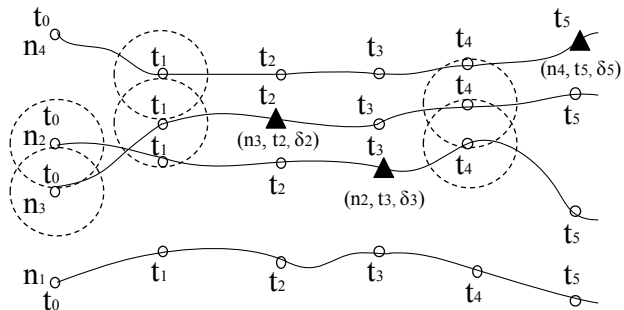 t0
n4
t1
t2
t3
t4
t5
(n4, t5, δ5)
t0
n2
t1
t2
(n3, t2, δ2)
t3
t4
t5
t0
n3
t1
t2
t3
(n2, t3, δ3)
t4
t5
n1
t0
t1
t2
t3
t4
t5